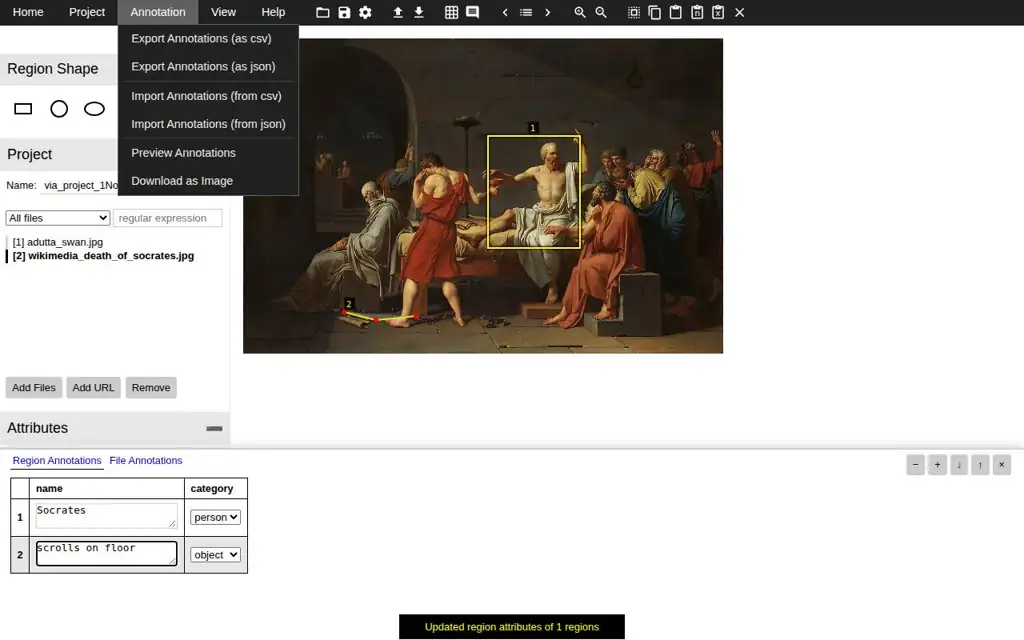 Home Project Annotation View Help
Export Annotations (as csv)
Export Annotations (as json)
Import Annotations (from csv)
Import Annotations (from json)
Preview Annotations
Download as Image
Region Shape
Project
Name: via_project_1No
All files regular expression
[1] adutta_swan.jpg
[2] wikimedia_death_of_socrates.jpg
Add Files Add URL Remove
Attributes
1
2
Region Annotations File Annotations
− + ↓ ↑ ×
name category
1 Socrates person
2 scrolls on floor object
Updated region attributes of 1 regions